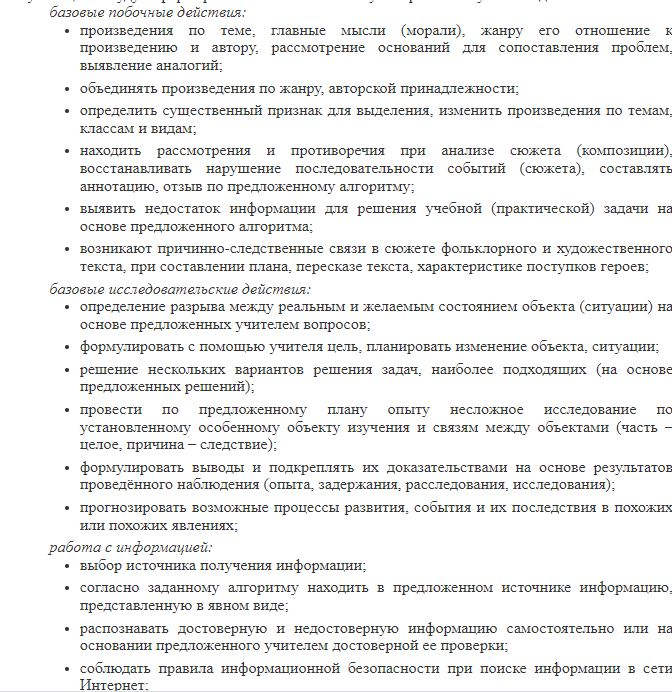 базовые побочные действия:
• произведения по теме, главные мысли (морали), жанру его отношение к
произведению и автору, рассмотрение оснований для сопоставления проблем,
выявление аналогий;
• объединять произведения по жанру, авторской принадлежности;
• определить существенный признак для выделения, изменить произведения по темам,
классам и видам;
• находить рассмотрения и противоречия при анализе сюжета (композиции),
восстанавливать нарушение последовательности событий (сюжета), составлять
аннотацию, отзыв по предложенному алгоритму;
• выявить недостаток информации для решения учебной (практической) задачи на
основе предложенного алгоритма;
• возникают причинно-следственные связи в сюжете фольклорного и художественного
текста, при составлении плана, пересказе текста, характеристике поступков героев;
базовые исследовательские действия:
• определение разрыва между реальным и желаемым состоянием объекта (ситуации) на
основе предложенных учителем вопросов;
• формулировать с помощью учителя цель, планировать изменение объекта, ситуации;
• решение нескольких вариантов решения задач, наиболее подходящих (на основе
предложенных решений);
• провести по предложенному плану опыту несложное исследование по
установленному особенному объекту изучения и связям между объектами (часть –
целое, причина – следствие);
• формулировать выводы и подкреплять их доказательствами на основе результатов
проведённого наблюдения (опыта, задержания, расследования, исследования);
• прогнозировать возможные процессы развития, события и их последствия в похожих
или похожих явлениях;
работа с информацией:
• выбор источника получения информации;
• согласно заданному алгоритму находить в предложенном источнике информацию,
представленную в явном виде;
• распознавать достоверную и недостоверную информацию самостоятельно или на
основании предложенного учителем достоверной ее проверки;
• соблюдать правила информационной безопасности при поиске информации в сети
Интернет;